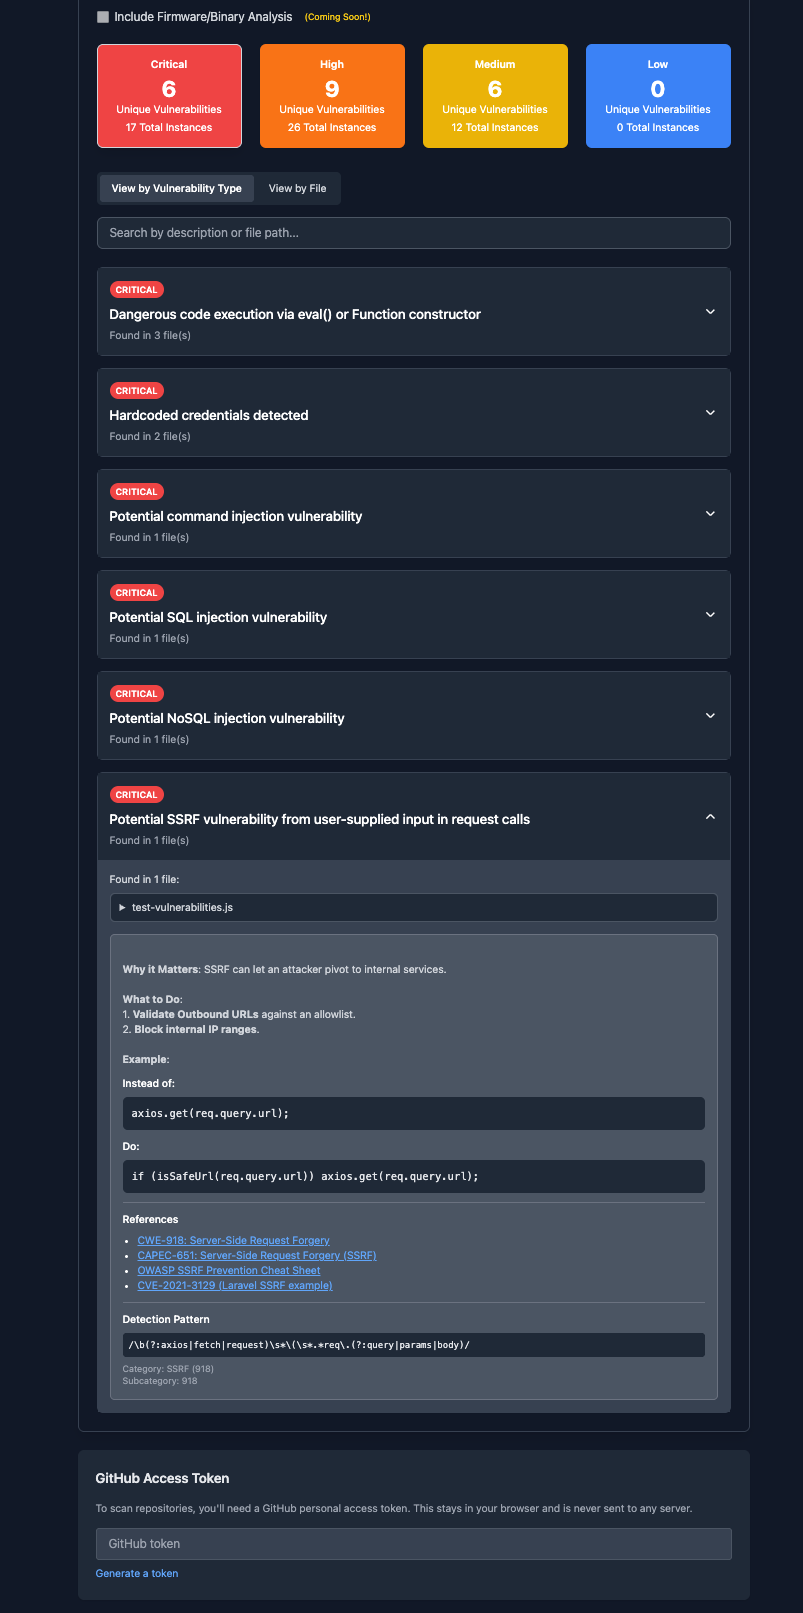 Include Firmware/Binary Analysis (Coming Soon!)
Critical
6
Unique Vulnerabilities
17 Total Instances
High
9
Unique Vulnerabilities
26 Total Instances
Medium
6
Unique Vulnerabilities
12 Total Instances
Low
0
Unique Vulnerabilities
0 Total Instances
View by Vulnerability Type
View by File
Search by description or file path...
CRITICAL
Dangerous code execution via eval() or Function constructor
Found in 3 file(s)
CRITICAL
Hardcoded credentials detected
Found in 2 file(s)
CRITICAL
Potential command injection vulnerability
Found in 1 file(s)
CRITICAL
Potential SQL injection vulnerability
Found in 1 file(s)
CRITICAL
Potential NoSQL injection vulnerability
Found in 1 file(s)
CRITICAL
Potential SSRF vulnerability from user-supplied input in request calls
Found in 1 file(s)
Found in 1 file:
test-vulnerabilities.js
Why it Matters: SSRF can let an attacker pivot to internal services.
What to Do:
1. Validate Outbound URLs against an allowlist.
2. Block internal IP ranges.
Example:
Instead of:
axios.get(req.query.url);
Do:
if (isSafeUrl(req.query.url)) axios.get(req.query.url);
References
• CWE-918: Server-Side Request Forgery
• CAPEC-651: Server-Side Request Forgery (SSRF)
• OWASP SSRF Prevention Cheat Sheet
• CVE-2021-3129 (Laravel SSRF example)
Detection Pattern
/\b(?:axios|fetch|request)\s*\(\s*.*req\.(?:query|params|body)/
Category: SSRF (918)
Subcategory: 918
GitHub Access Token
To scan repositories, you'll need a GitHub personal access token. This stays in your browser and is never sent to any server.
GitHub token
Generate a token